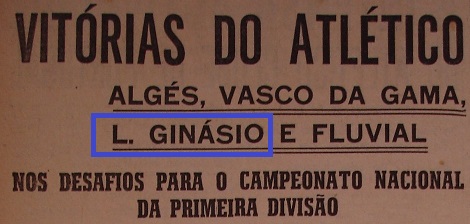 VITÓRIAS DO ATLÉTICO
ALGÉS, VASCO DA GAMA,
L. GINÁSIO E FLUVIAL
NOS DESAFIOS PARA O CAMPEONATO NACIONAL
DA PRIMEIRA DIVISÃO